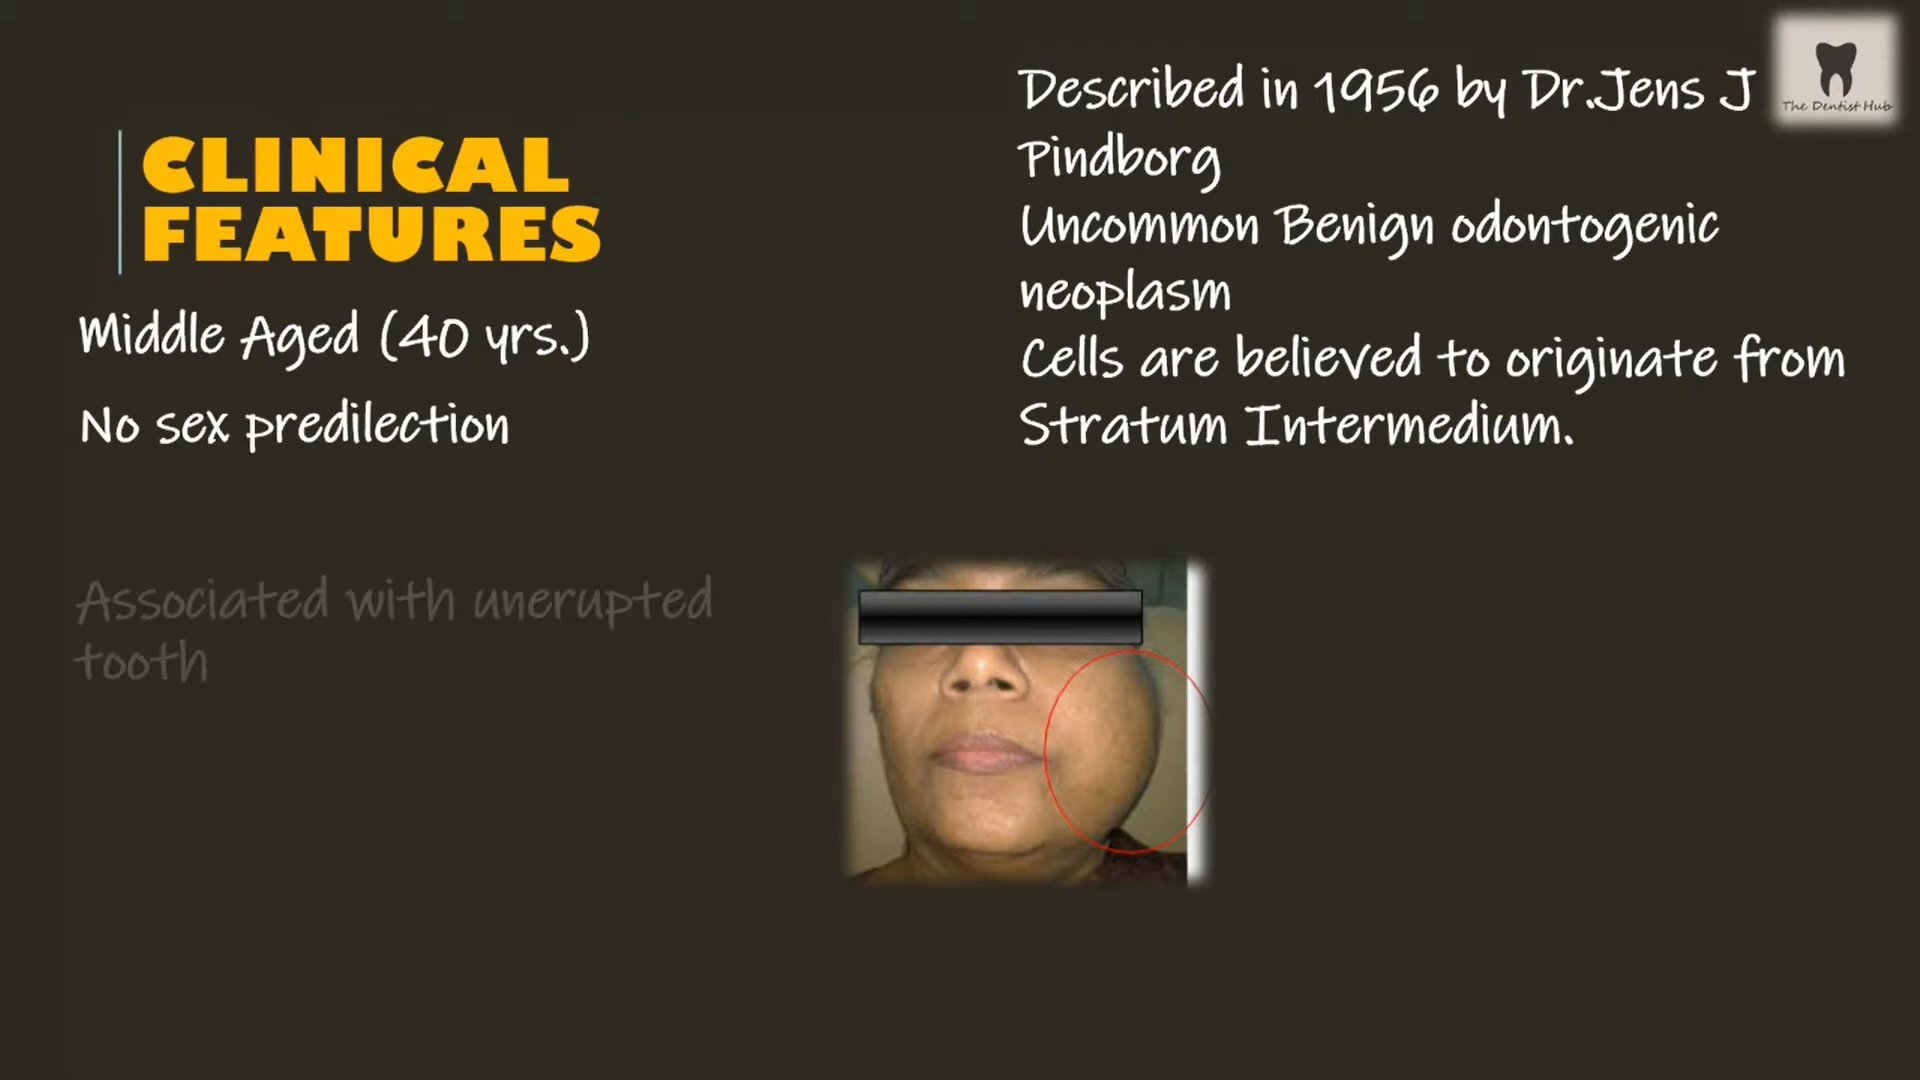 CLINICAL
FEATURES
Middle Aged (40 yrs.)
No sex predilection
Associated with unerupted
tooth
Described in 1956 by Dr.Jens J
Pindborg
Uncommon Benign odontogenic
neoplasm
Cells are believed to originate from
Stratum Intermedium.
The Dentist Hub